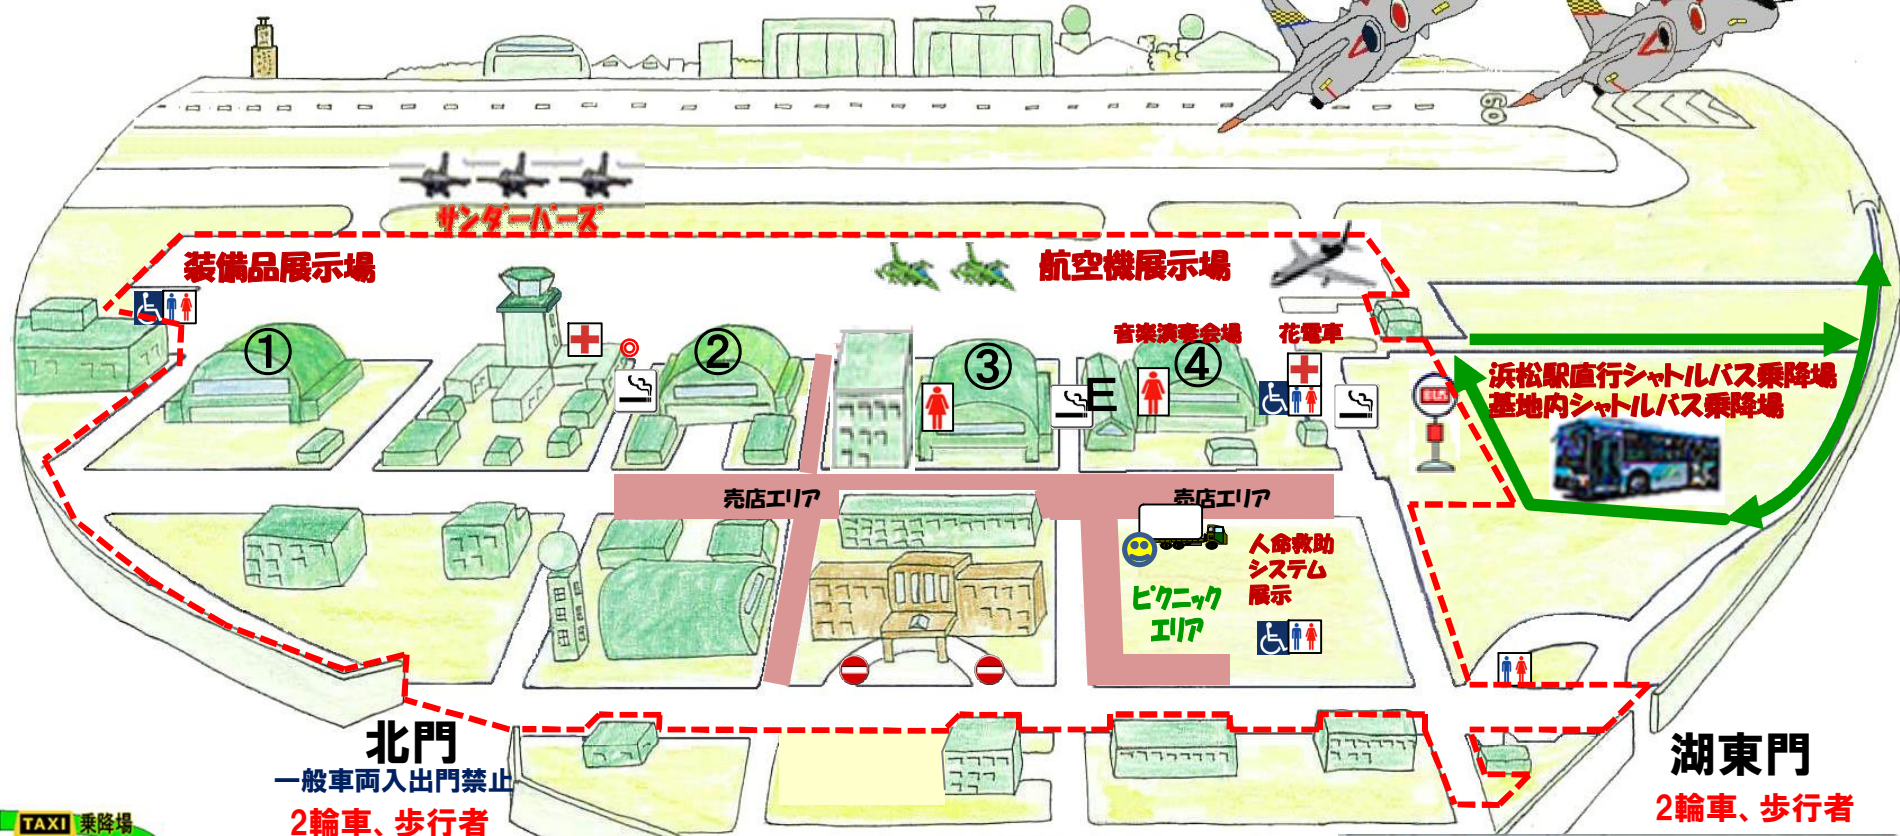 09
サンダーバーズ
装備品展示場
航空機展示場
音楽演奏会場
花電車
①
②
③
④
E
浜松駅直行シャトルバス乗降場
基地内シャトルバス乗降場
売店エリア
売店エリア
人命救助
システム
展示
ピクニック
エリア
北門
一般車両入出門禁止
2輪車、歩行者
湖東門
2輪車、歩行者
TAXI 乗降場